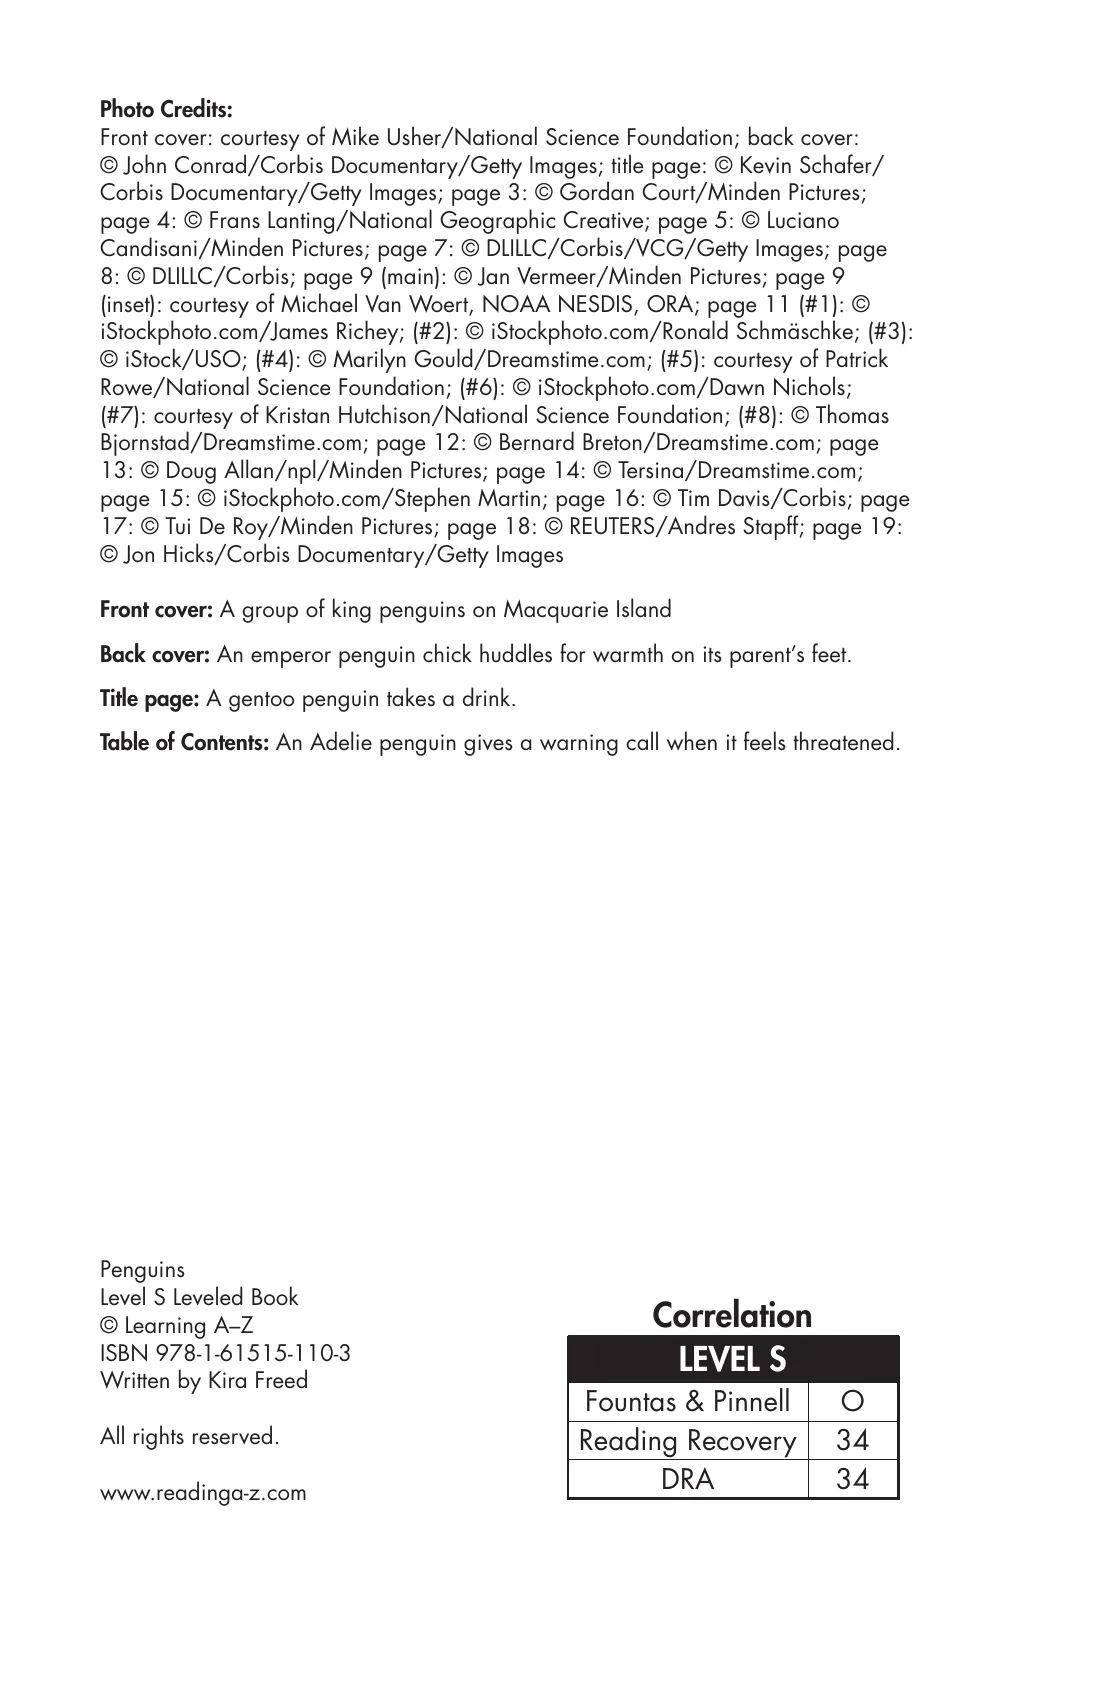 Photo Credits:
Front cover: courtesy of Mike Usher/National Science Foundation; back cover:
© John Conrad/Corbis Documentary/Getty Images; title page: © Kevin Schafer/
Corbis Documentary/Getty Images; page 3: © Gordan Court/Minden Pictures;
page 4: © Frans Lanting/National Geographic Creative; page 5: © Luciano
Candisani/Minden Pictures; page 7: © DLILLC/Corbis/VCG/Getty Images; page
8: © DLILLC/Corbis; page 9 (main): © Jan Vermeer/Minden Pictures; page 9
(inset): courtesy of Michael Van Woert, NOAA NESDIS, ORA; page 11 (#1): ©
iStockphoto.com/James Richey; (#2): © iStockphoto.com/Ronald Schmäschke; (#3):
© iStock/USO; (#4): © Marilyn Gould/Dreamstime.com; (#5): courtesy of Patrick
Rowe/National Science Foundation; (#6): © iStockphoto.com/Dawn Nichols;
(#7): courtesy of Kristan Hutchison/National Science Foundation; (#8): © Thomas
Bjornstad/Dreamstime.com; page 12: © Bernard Breton/Dreamstime.com; page
13: © Doug Allan/npl/Minden Pictures; page 14: © Tersina/Dreamstime.com;
page 15: © iStockphoto.com/Stephen Martin; page 16: © Tim Davis/Corbis; page
17: © Tui De Roy/Minden Pictures; page 18: © REUTERS/Andres Stapff; page 19:
© Jon Hicks/Corbis Documentary/Getty Images
Front cover: A group of king penguins on Macquarie Island
Back cover: An emperor penguin chick huddles for warmth on its parent's feet.
Title page: A gentoo penguin takes a drink.
Table of Contents: An Adelie penguin gives a warning call when it feels threatened.
Penguins
Level S Leveled Book
© Learning A–Z
ISBN 978-1-61515-110-3
Written by Kira Freed
All rights reserved.
www.readinga-z.com
Correlation
LEVEL S
Fountas & Pinnell O
Reading Recovery 34
DRA 34